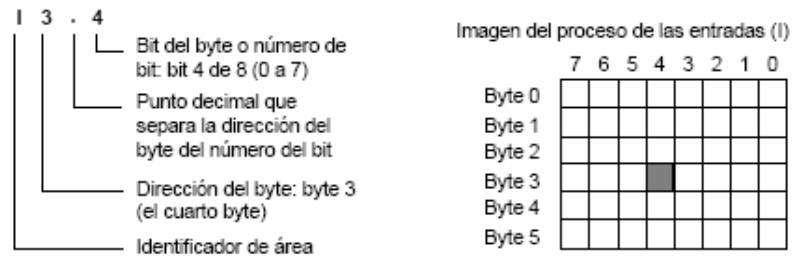 I 3 . 4
Bit del byte o número de
bit: bit 4 de 8 (0 a 7)
Punto decimal que
separa la dirección del
byte del número del bit
Dirección del byte: byte 3
(el cuarto byte)
Identificador de área
Imagen del proceso de las entradas (I)
7 6 5 4 3 2 1 0
Byte 0
Byte 1
Byte 2
Byte 3
Byte 4
Byte 5